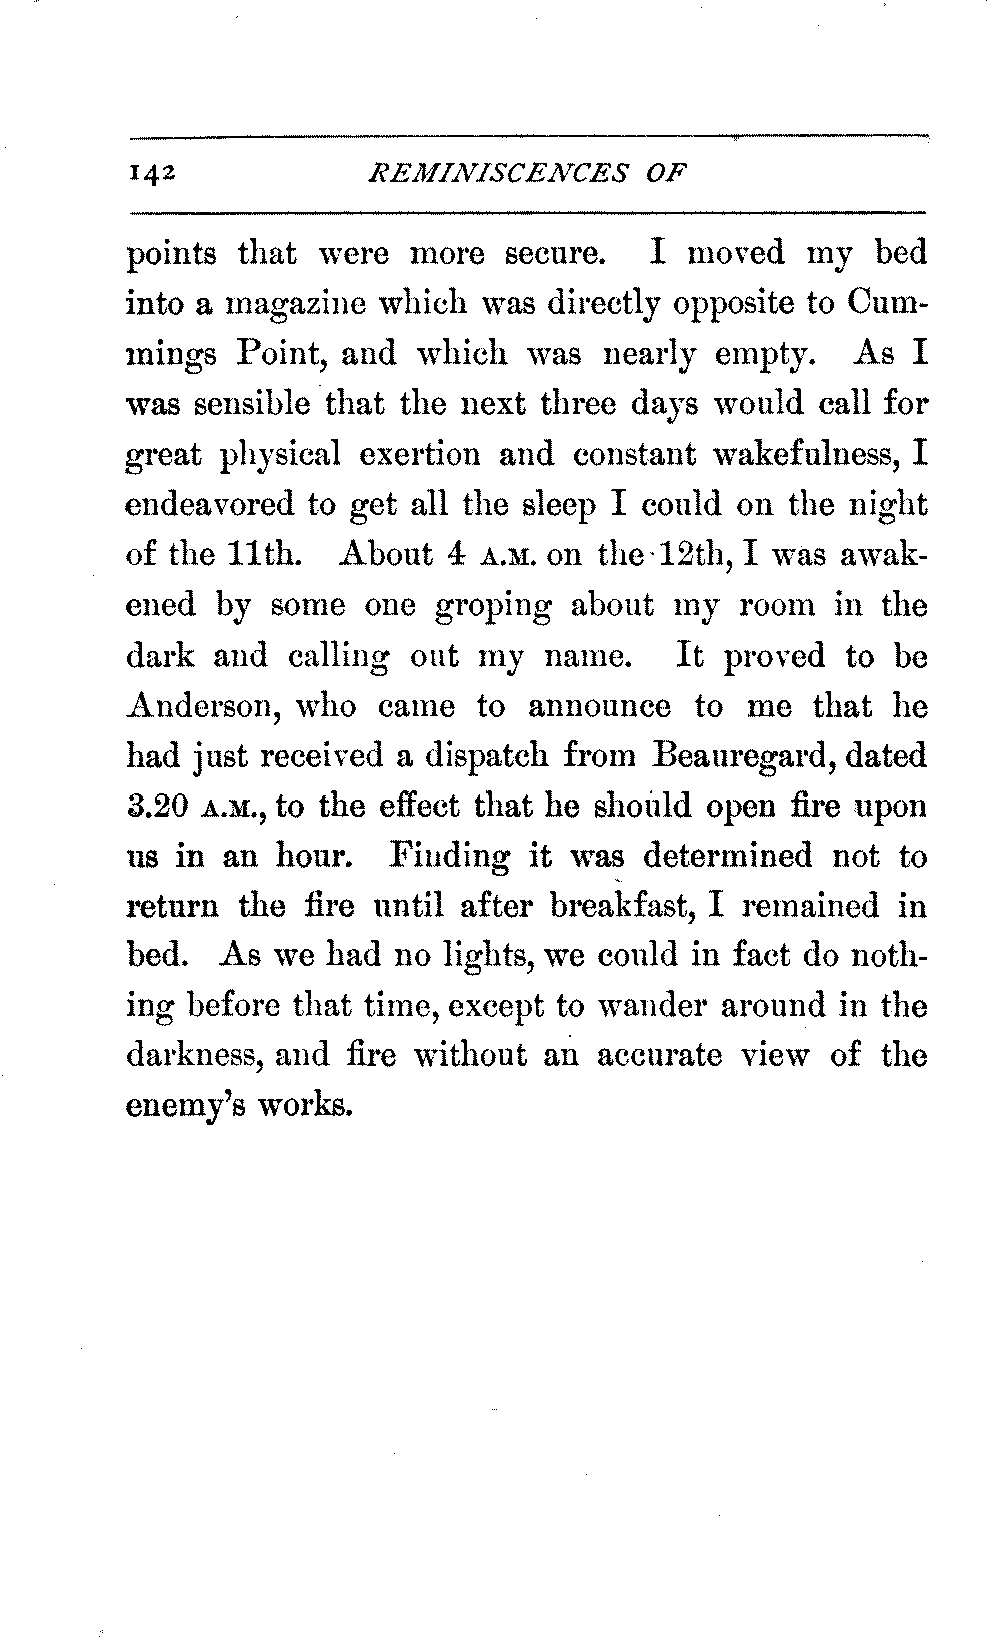 142 REMINISCENCES OF
points that were more secure. I moved my bed
into a magazine which was directly opposite to Cum-
mings Point, and which was nearly empty. As I
was sensible that the next three days would call for
great physical exertion and constant wakefulness, I
endeavored to get all the sleep I could on the night
of the 11th. About 4 A.M. on the 12th, I was awak-
ened by some one groping about my room in the
dark and calling out my name. It proved to be
Anderson, who came to announce to me that he
had just received a dispatch from Beauregard, dated
3.20 A.M., to the effect that he should open fire upon
us in an hour. Finding it was determined not to
return the fire until after breakfast, I remained in
bed. As we had no lights, we could in fact do noth-
ing before that time, except to wander around in the
darkness, and fire without an accurate view of the
enemy's works.